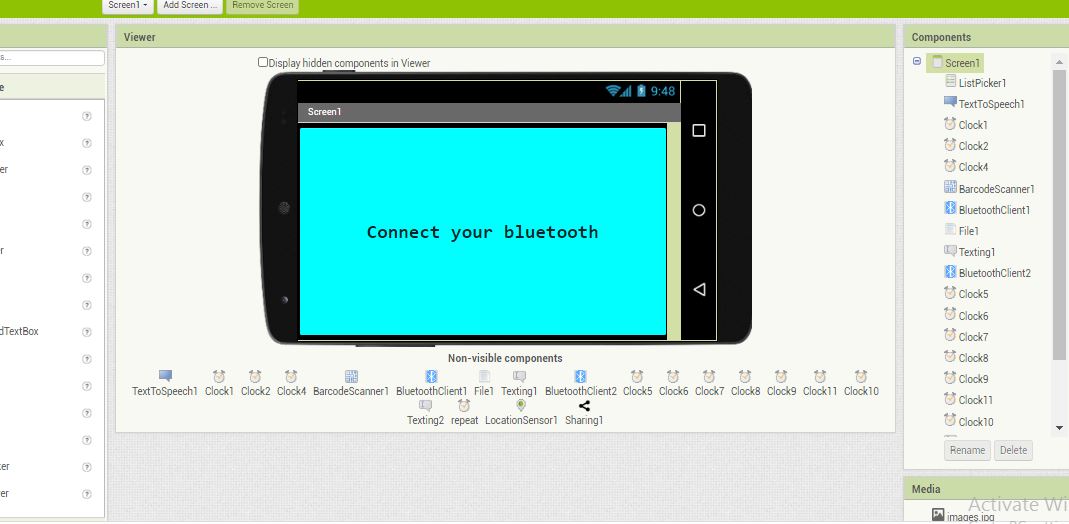 Screen1
Add Screen ...
Remove Screen
Viewer
Components
Display hidden components in Viewer
9:48
Screen1
Connect your bluetooth
Non-visible components
TextToSpeech1 Clock1 Clock2 Clock4 BarcodeScanner1 BluetoothClient1 File1 Texting1 BluetoothClient2 Clock5 Clock6 Clock7 Clock8 Clock9 Clock11 Clock10
Texting2 repeat LocationSensor1 Sharing1
dTextBox
Screen1
ListPicker1
TextToSpeech1
Clock1
Clock2
Clock4
BarcodeScanner1
BluetoothClient1
File1
Texting1
BluetoothClient2
Clock5
Clock6
Clock7
Clock8
Clock9
Clock11
Clock10
Rename
Delete
Media
Activate Wi
images.jpg